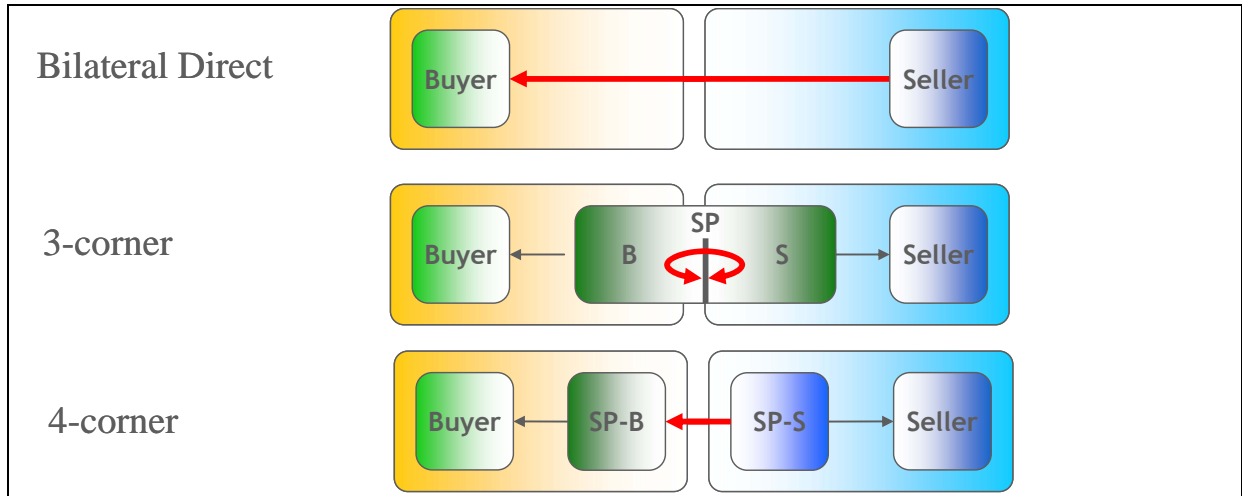 Bilateral Direct
Buyer
Seller
3-corner
Buyer
SP
B
S
Seller
4-corner
Buyer
SP-B
SP-S
Seller